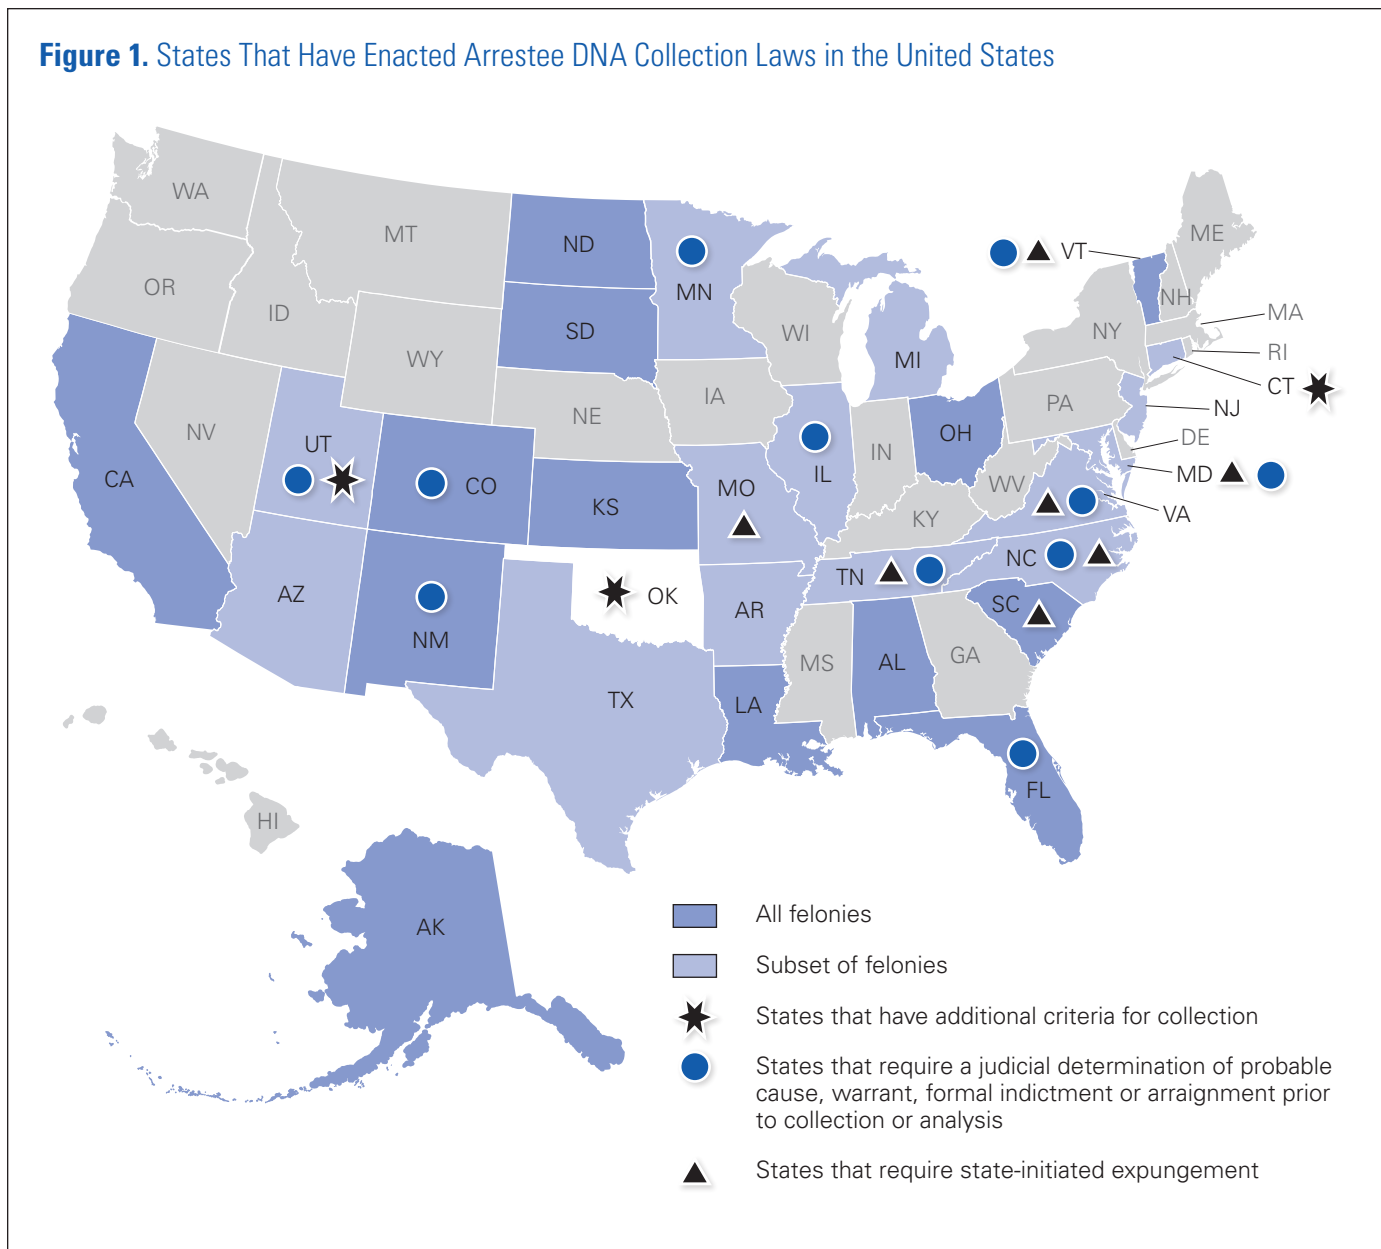 Figure 1. States That Have Enacted Arrestee DNA Collection Laws in the United States
WA
MT
ND
MN
VT
ME
OR
ID
SD
WI
NH
MA
WY
MI
NY
RI
CT
IA
NE
PA
NJ
NV
UT
OH
DE
CA
CO
KS
MO
IL
IN
WV
MD
VA
KY
AZ
NM
OK
AR
TN
NC
SC
MS
AL
GA
TX
LA
FL
HI
AK
All felonies
Subset of felonies
States that have additional criteria for collection
States that require a judicial determination of probable
cause, warrant, formal indictment or arraignment prior
to collection or analysis
States that require state-initiated expungement